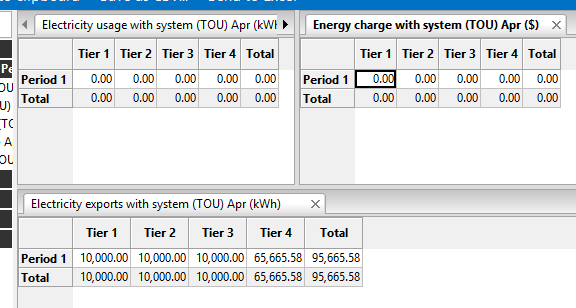 Electricity usage with system (TOU) Apr (kWh
Tier 1 Tier 2 Tier 3 Tier 4 Total
Period 1 0.00 0.00 0.00 0.00 0.00
Total 0.00 0.00 0.00 0.00 0.00
Energy charge with system (TOU) Apr ($)
Tier 1 Tier 2 Tier 3 Tier 4 Total
Period 1 0.00 0.00 0.00 0.00 0.00
Total 0.00 0.00 0.00 0.00 0.00
Electricity exports with system (TOU) Apr (kWh)
Tier 1 Tier 2 Tier 3 Tier 4 Total
Period 1 10,000.00 10,000.00 10,000.00 65,665.58 95,665.58
Total 10,000.00 10,000.00 10,000.00 65,665.58 95,665.58